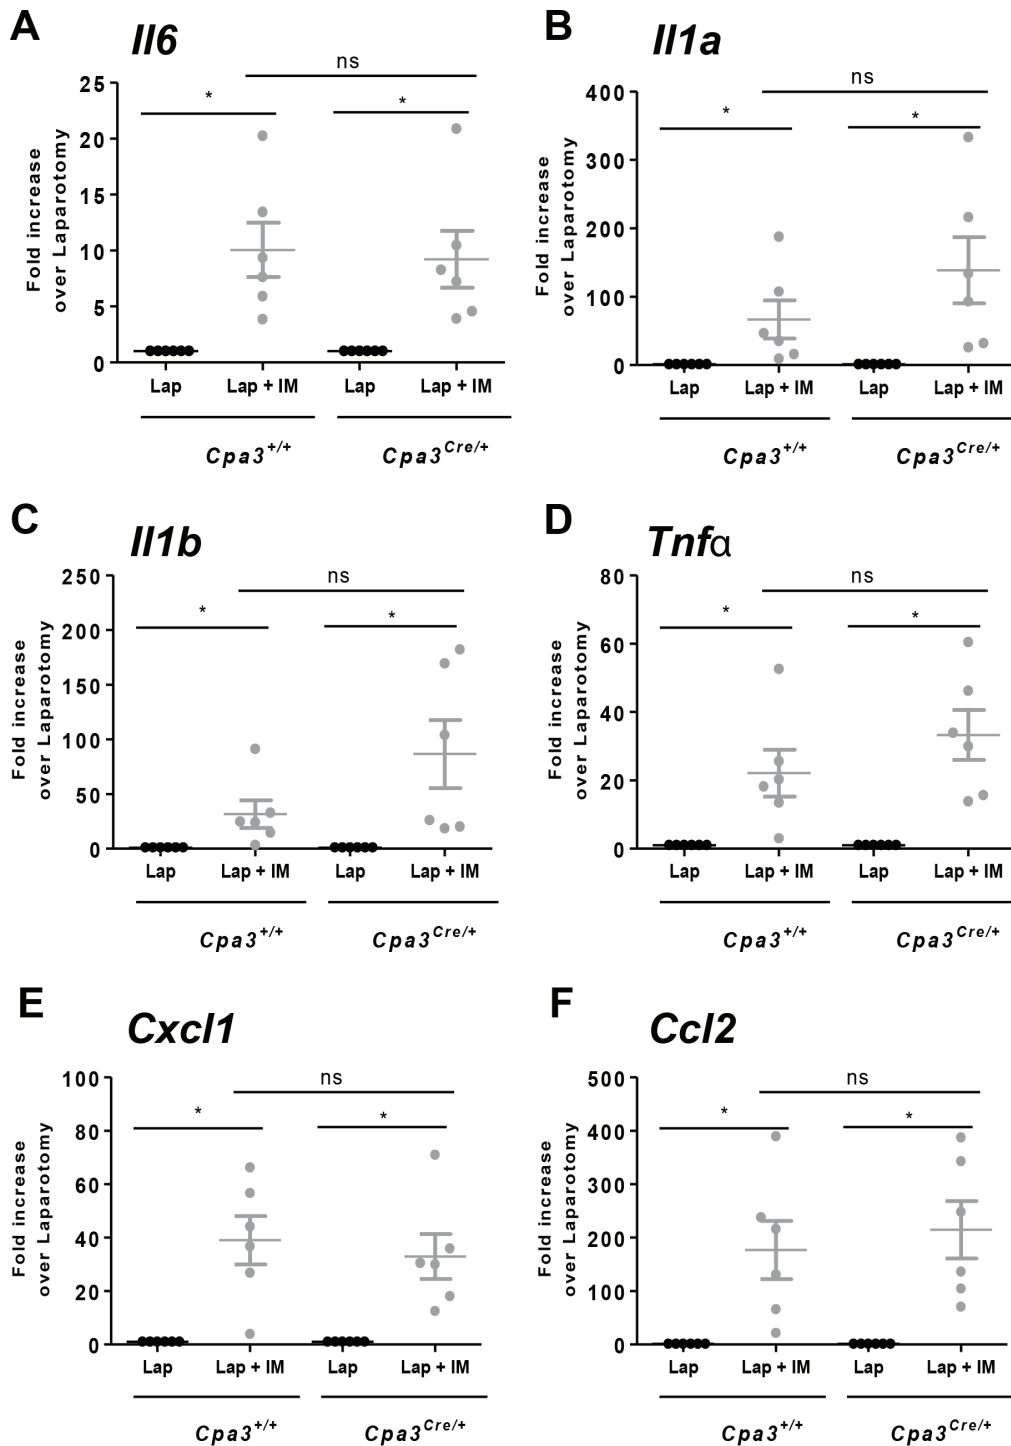 A
Il6
ns
*
*
25
20
15
10
5
0
Fold increase
over Laparotomy
Lap
Lap + IM
Lap
Lap + IM
Cpa3+/+
Cpa3Cre/+
B
Il1a
ns
*
*
400
300
200
100
0
Fold increase
over Laparotomy
Lap
Lap + IM
Lap
Lap + IM
Cpa3+/+
Cpa3Cre/+
C
Il1b
ns
*
*
250
200
150
100
50
0
Fold increase
over Laparotomy
Lap
Lap + IM
Lap
Lap + IM
Cpa3+/+
Cpa3Cre/+
D
Tnfα
ns
*
*
80
60
40
20
0
Fold increase
over Laparotomy
Lap
Lap + IM
Lap
Lap + IM
Cpa3+/+
Cpa3Cre/+
E
Cxcl1
ns
*
*
100
80
60
40
20
0
Fold increase
over Laparotomy
Lap
Lap + IM
Lap
Lap + IM
Cpa3+/+
Cpa3Cre/+
F
Ccl2
ns
*
*
500
400
300
200
100
0
Fold increase
over Laparotomy
Lap
Lap + IM
Lap
Lap + IM
Cpa3+/+
Cpa3Cre/+